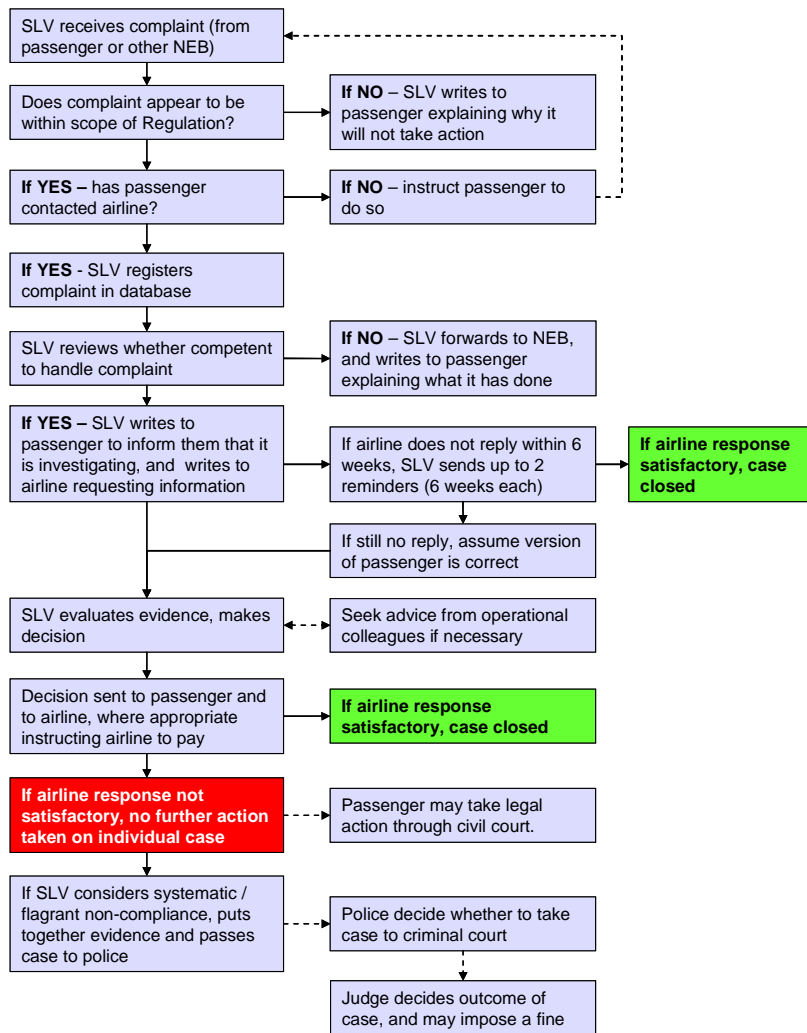 SLV receives complaint (from
passenger or other NEB)
Does complaint appear to be
within scope of Regulation?
If NO – SLV writes to
passenger explaining why it
will not take action
If YES – has passenger
contacted airline?
If NO – instruct passenger to
do so
If YES - SLV registers
complaint in database
SLV reviews whether competent
to handle complaint
If NO – SLV forwards to NEB,
and writes to passenger
explaining what it has done
If YES – SLV writes to
passenger to inform them that it
is investigating, and writes to
airline requesting information
If airline does not reply within 6
weeks, SLV sends up to 2
reminders (6 weeks each)
If airline response
satisfactory, case
closed
If still no reply, assume version
of passenger is correct
SLV evaluates evidence, makes
decision
Seek advice from operational
colleagues if necessary
Decision sent to passenger and
to airline, where appropriate
instructing airline to pay
If airline response
satisfactory, case closed
If airline response not
satisfactory, no further action
taken on individual case
Passenger may take legal
action through civil court.
If SLV considers systematic /
flagrant non-compliance, puts
together evidence and passes
case to police
Police decide whether to take
case to criminal court
Judge decides outcome of
case, and may impose a fine